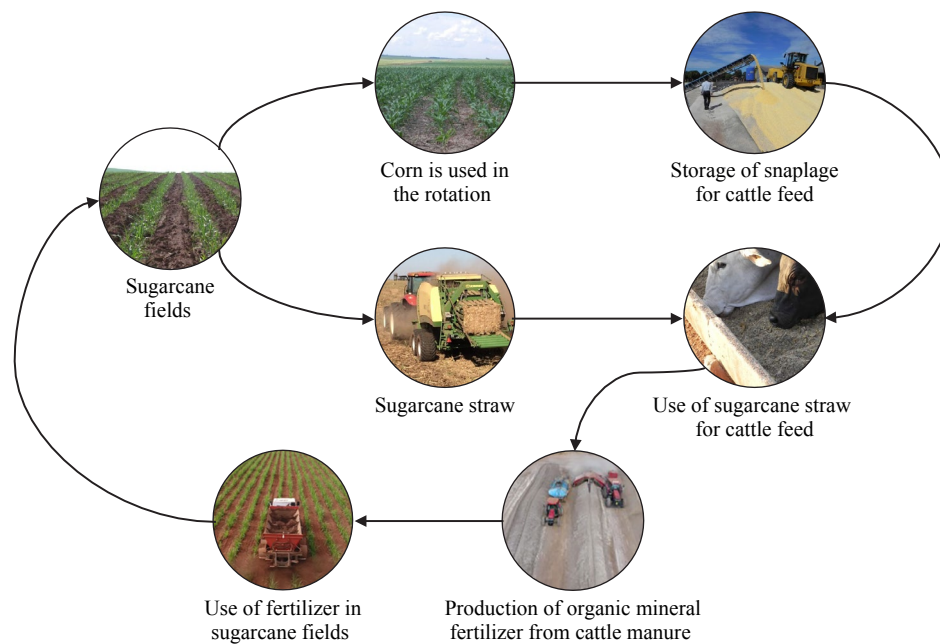 Corn is used in
the rotation
Storage of snaplage
for cattle feed
Sugarcane
fields
Sugarcane straw
Use of sugarcane straw
for cattle feed
Use of fertilizer in
sugarcane fields
Production of organic mineral
fertilizer from cattle manure